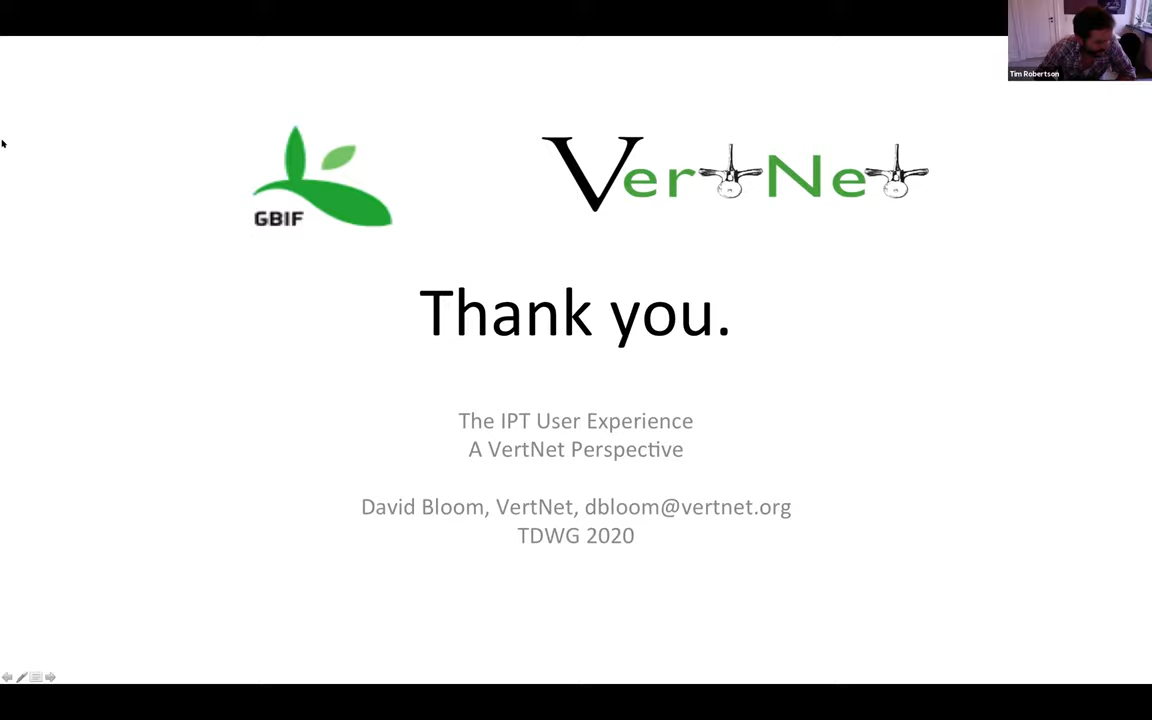 Tim Robertson
GBIF
VertNet
Thank you.
The IPT User Experience
A VertNet Perspective
David Bloom, VertNet, dbloom@vertnet.org
TDWG 2020